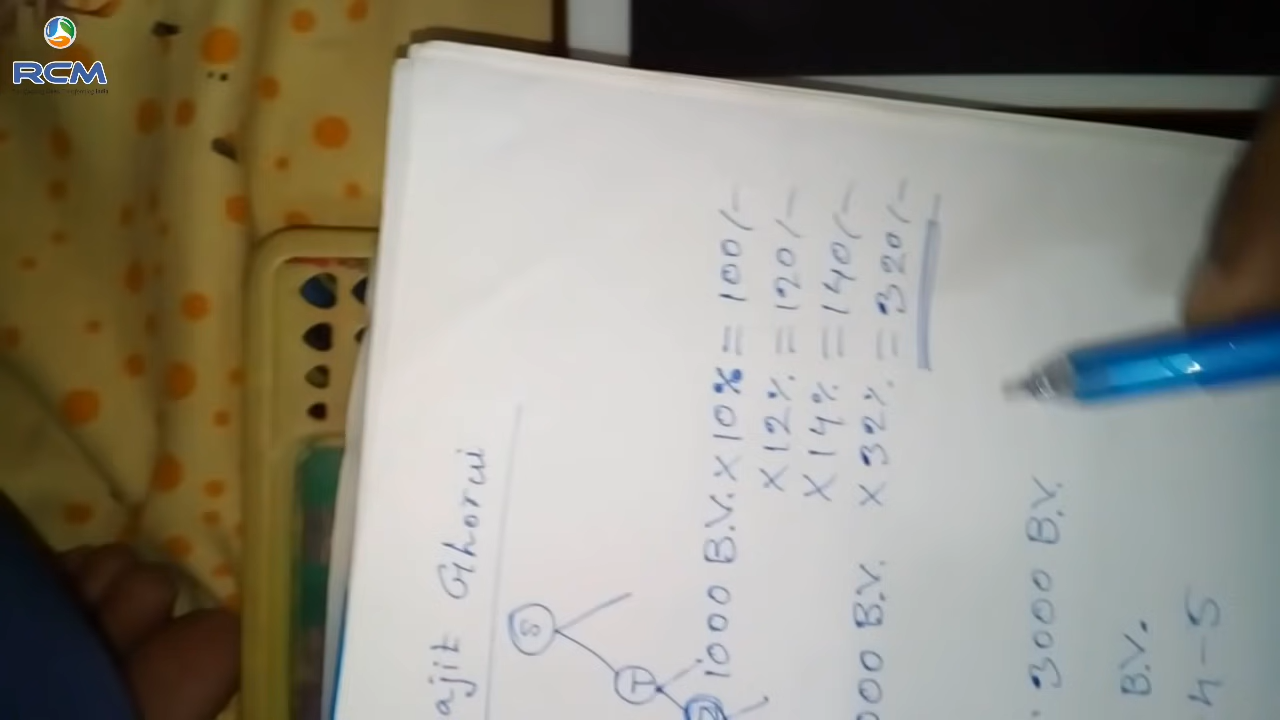 RCM
ajit Ghorui
S
T
1000 B.V. X 10% = 100/-
X 12% = 120/-
X 14% = 140/-
000 B.V. X 32% = 320/-
3000 B.V.
B.V.
4-5